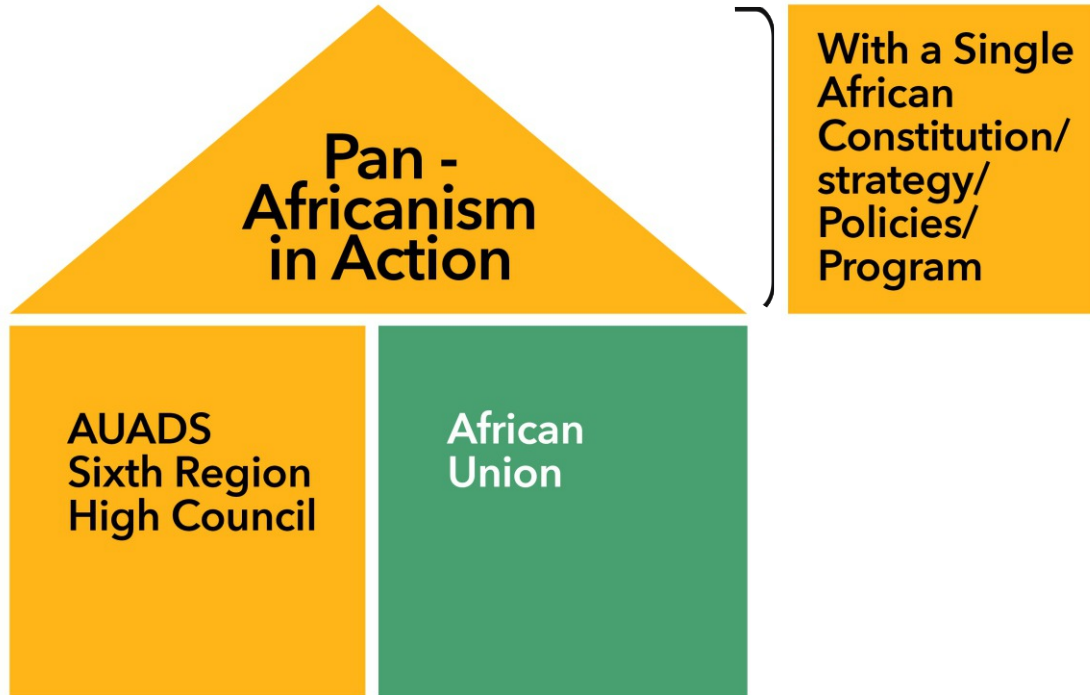 Pan -
Africanism
in Action
With a Single
African
Constitution/
strategy/
Policies/
Program
AUADS
Sixth Region
High Council
African
Union